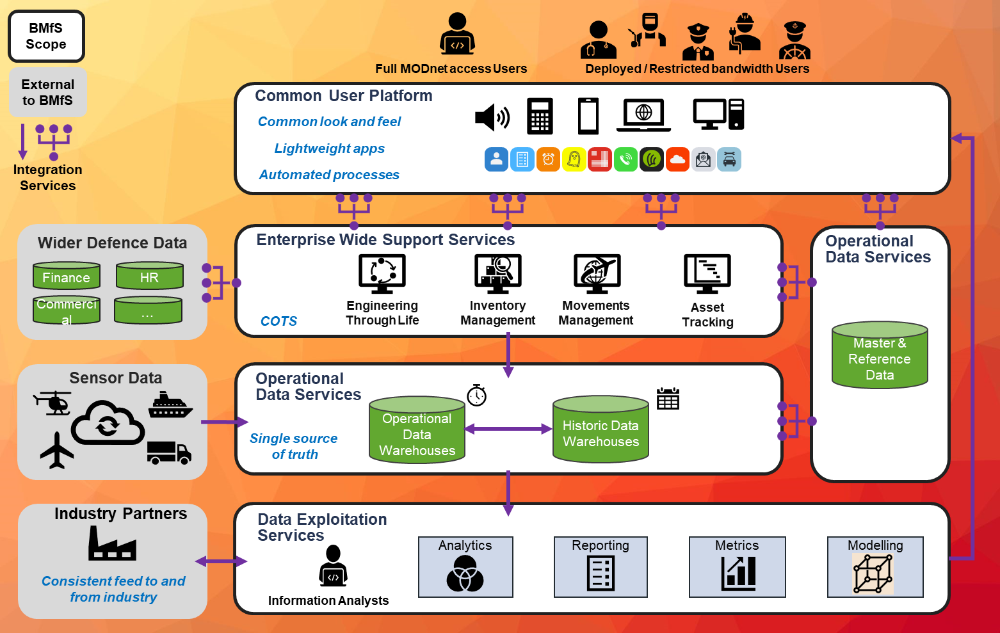 BMfS
Scope
External
to BMfS
Integration
Services
Full MODnet access Users
Deployed / Restricted bandwidth Users
Common User Platform
Common look and feel
Lightweight apps
Automated processes
Wider Defence Data
Finance
HR
Commerci
al
...
Enterprise Wide Support Services
COTS
Engineering
Through Life
Inventory
Management
Movements
Management
Asset
Tracking
Operational
Data Services
Master &
Reference
Data
Sensor Data
Operational
Data Services
Single source
of truth
Operational
Data
Warehouses
Historic Data
Warehouses
Industry Partners
Consistent feed to and
from industry
Data Exploitation
Services
Information Analysts
Analytics
Reporting
Metrics
Modelling